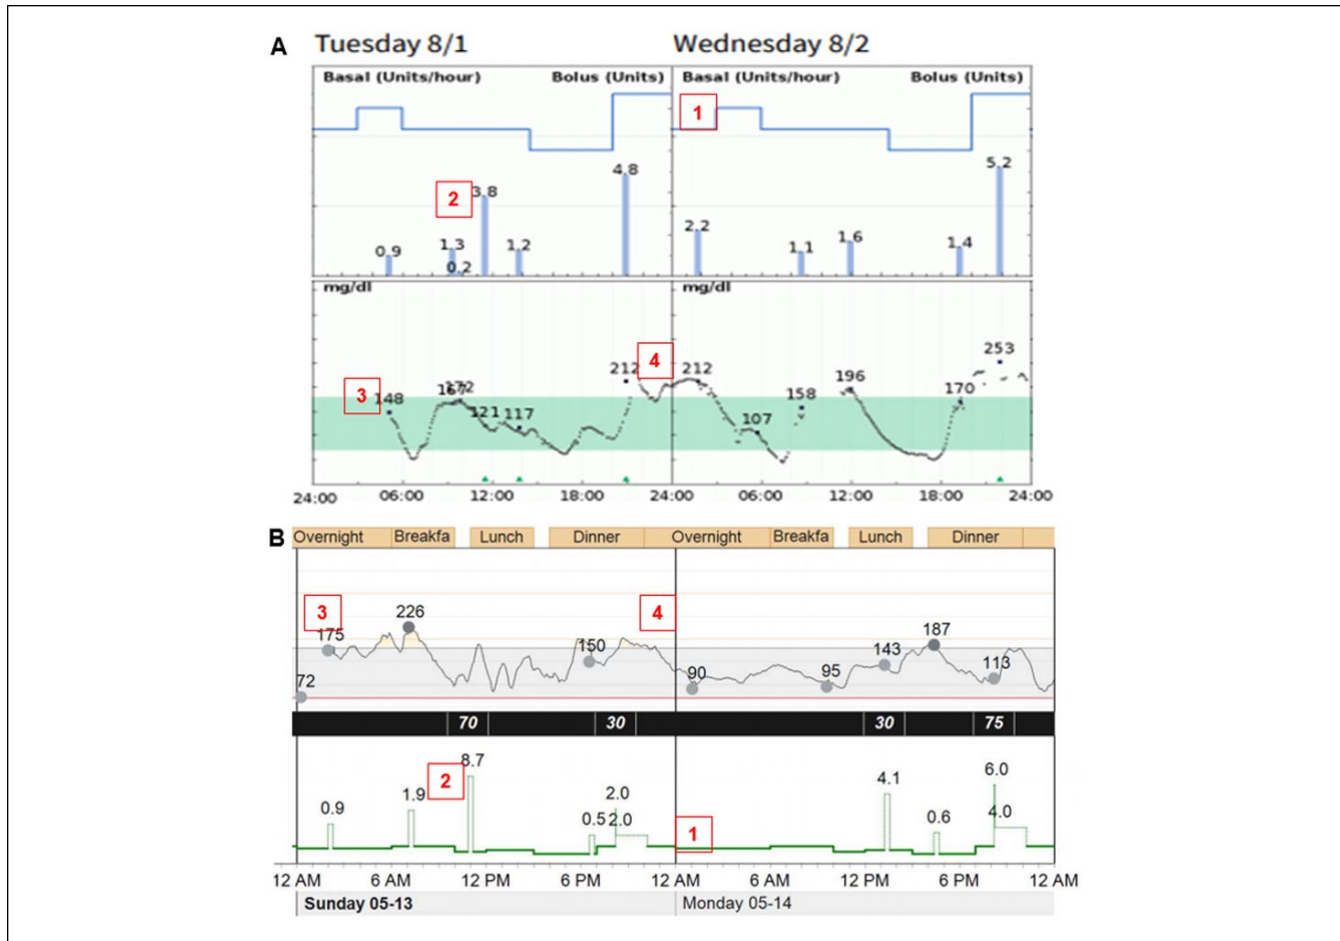 A
Tuesday 8/1 Wednesday 8/2
Basal (Units/hour) Bolus (Units) Basal (Units/hour) Bolus (Units)
1
4.8 5.2
2 3.8
2.2
1.3 1.2 1.6 1.4
0.9 0.2 1.1
mg/dl mg/dl
4 253
212 212
3 148 167 172 158 196 170
121 117 107
24:00 06:00 12:00 18:00 24:00 06:00 12:00 18:00 24:00
B
Overnight Breakfa Lunch Dinner Overnight Breakfa Lunch Dinner
3 226 4
175 150 187
143
72 90 95 113
70 30 30 75
2 8.7 6.0
1.9 2.0 4.1
0.9 0.5 2.0 1 0.6 4.0
12 AM 6 AM 12 PM 6 PM 12 AM 6 AM 12 PM 6 PM 12 AM
Sunday 05-13 Monday 05-14